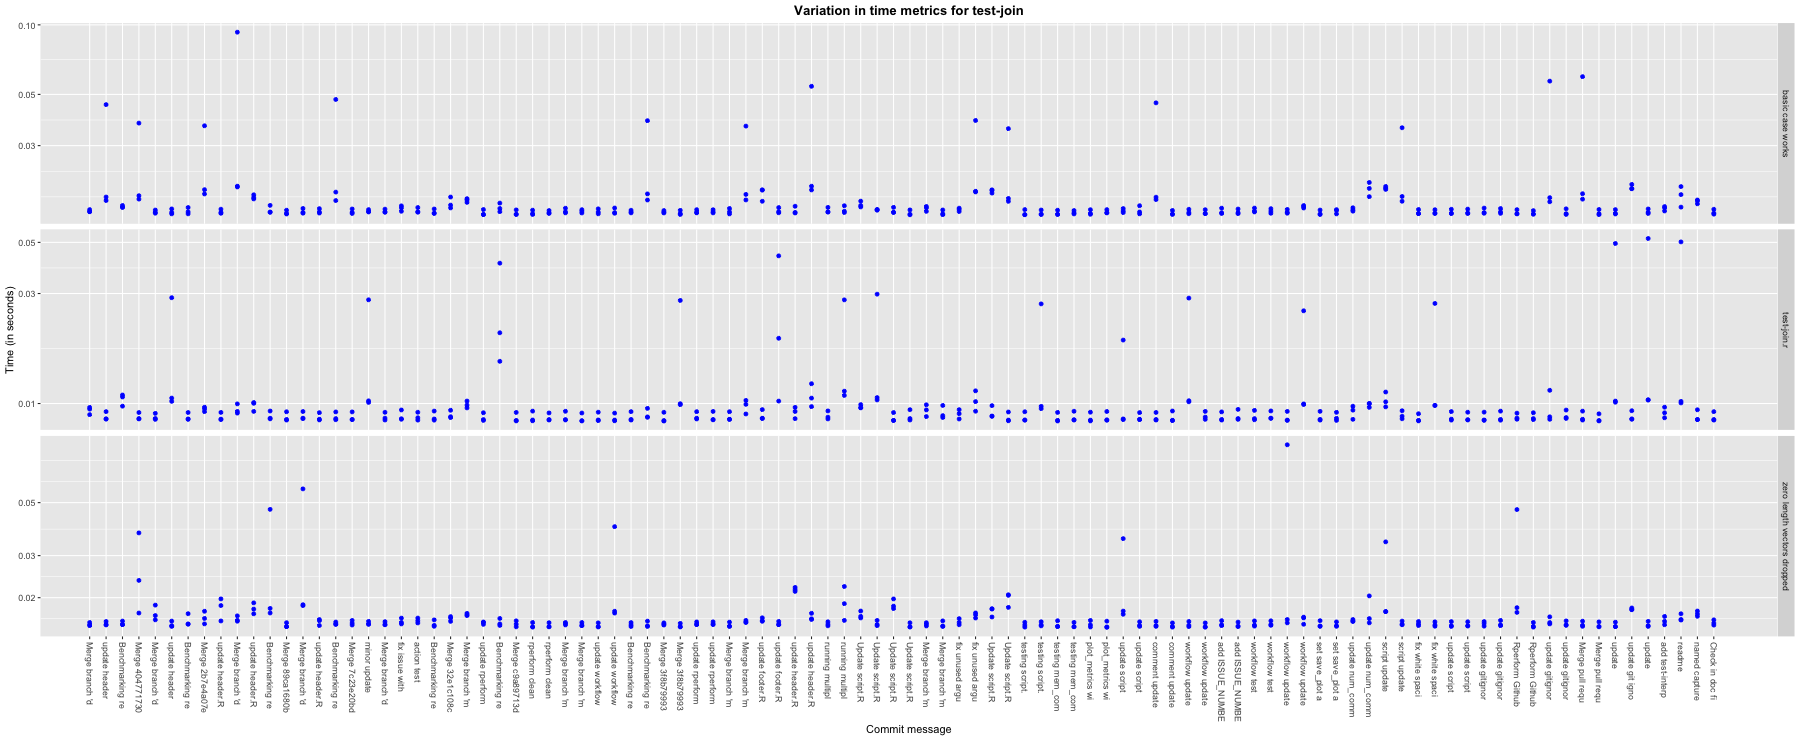 Variation in time metrics for test-join
Time (in seconds)
0.10
0.05
0.03
basic case works
0.05
0.03
0.01
test-join.r
0.05
0.03
0.02
zero length vectors dropped
Merge branch 'd
update header
Benchmarking re
Merge 404771730
Merge branch 'd
update header
Benchmarking re
Merge 2b7e4a07e
update header.R
Merge branch 'd
update header.R
Benchmarking re
Merge 89ca1680b
Merge branch 'd
update header.R
Benchmarking re
Merge 7c23e20bd
minor update
Merge branch 'd
fix issue with
action test
Benchmarking re
Merge 32e1c108c
Merge branch 'm
update rperform
Benchmarking re
Merge c9a89713d
rperform clean
rperform clean
Merge branch 'm
Merge branch 'm
update workflow
update workflow
Benchmarking re
Benchmarking re
Merge 3f8b79993
Merge 3f8b79993
update rperform
update rperform
Merge branch 'm
Merge branch 'm
update footer.R
update footer.R
update header.R
update header.R
running multipl
running multipl
Update script.R
Update script.R
Update script.R
Update script.R
Merge branch 'm
Merge branch 'm
fix unused argu
fix unused argu
Update script.R
Update script.R
testing script.
testing script.
testing mem_com
testing mem_com
plot_metrics wi
plot_metrics wi
update script
update script
comment update
comment update
workflow update
workflow update
add ISSUE_NUMBE
add ISSUE_NUMBE
workflow test
workflow test
workflow update
workflow update
set save_plot a
set save_plot a
update num_comm
update num_comm
script update
script update
fix white spaci
fix white spaci
update script
update script
update gitignor
update gitignor
Rperform Github
Rperform Github
update gitignor
update gitignor
Merge pull requ
Merge pull requ
update
update git igno
update
add test-interp
readme
named capture
Check in doc fi
Commit message